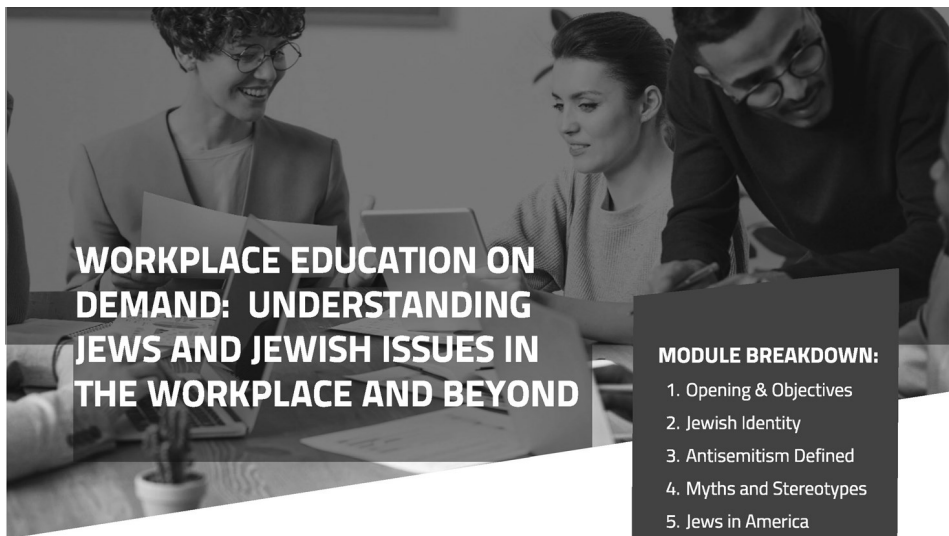 WORKPLACE EDUCATION ON
DEMAND: UNDERSTANDING
JEWS AND JEWISH ISSUES IN
THE WORKPLACE AND BEYOND
MODULE BREAKDOWN:
1. Opening & Objectives
2. Jewish Identity
3. Antisemitism Defined
4. Myths and Stereotypes
5. Jews in America